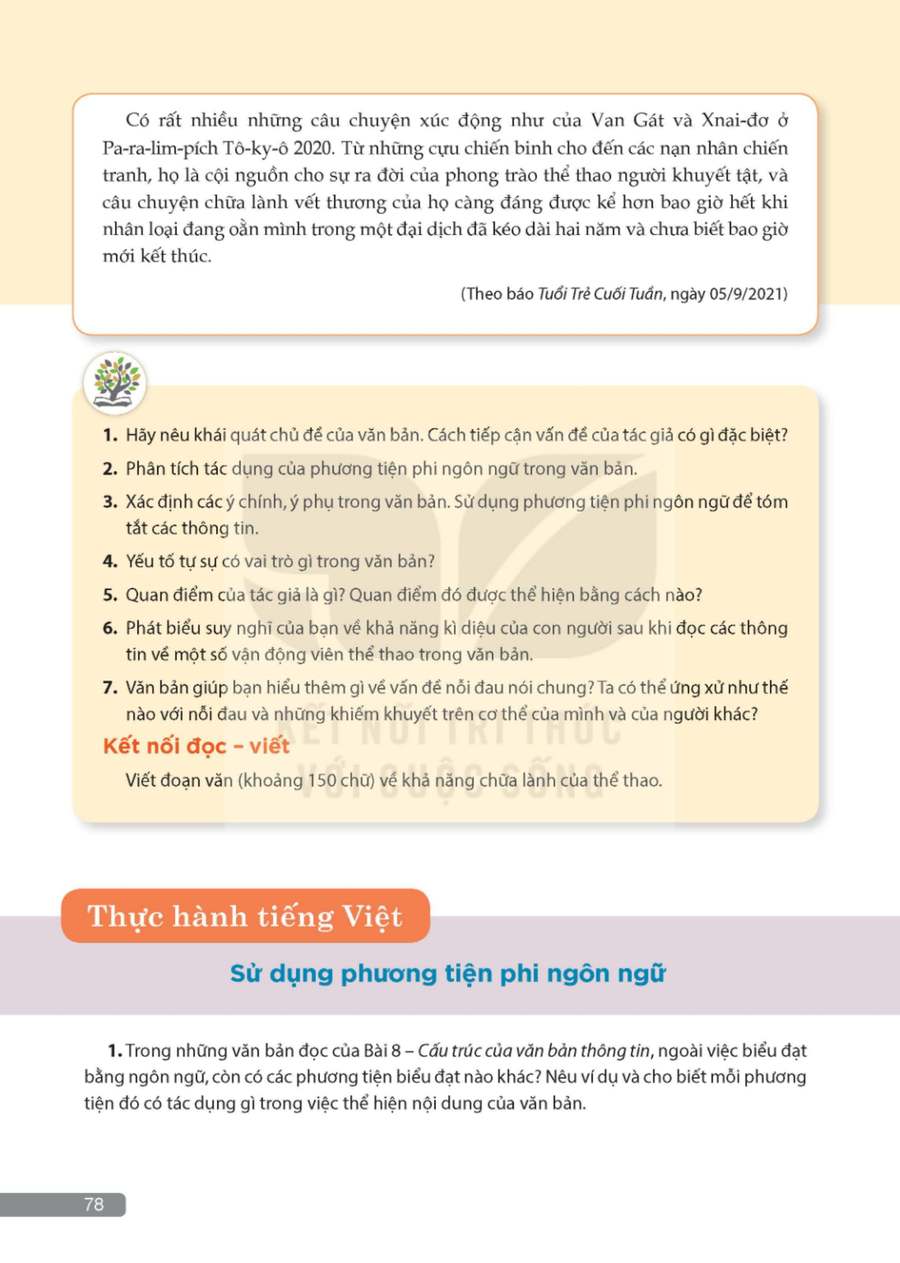 Có rất nhiều những câu chuyện xúc động như của Van Gát và Xnai-đơ ở
Pa-ra-lim-pích Tô-ky-ô 2020. Từ những cựu chiến binh cho đến các nạn nhân chiến
tranh, họ là cội nguồn cho sự ra đời của phong trào thể thao người khuyết tật, và
câu chuyện chữa lành vết thương của họ càng đáng được kể hơn bao giờ hết khi
nhân loại đang oằn mình trong một đại dịch đã kéo dài hai năm và chưa biết bao giờ
mới kết thúc.
(Theo báo Tuổi Trẻ Cuối Tuần, ngày 05/9/2021)
1. Hãy nêu khái quát chủ đề của văn bản. Cách tiếp cận vấn đề của tác giả có gì đặc biệt?
2. Phân tích tác dụng của phương tiện phi ngôn ngữ trong văn bản.
3. Xác định các ý chính, ý phụ trong văn bản. Sử dụng phương tiện phi ngôn ngữ để tóm
tắt các thông tin.
4. Yếu tố tự sự có vai trò gì trong văn bản?
5. Quan điểm của tác giả là gì? Quan điểm đó được thể hiện bằng cách nào?
6. Phát biểu suy nghĩ của bạn về khả năng kì diệu của con người sau khi đọc các thông
tin về một số vận động viên thể thao trong văn bản.
7. Văn bản giúp bạn hiểu thêm gì về vấn đề nỗi đau nói chung? Ta có thể ứng xử như thế
nào với nỗi đau và những khiếm khuyết trên cơ thể của mình và của người khác?
KẾT NỐI TRI THỨC
Kết nối đọc – viết
VỚI CUỘC SỐNG
Viết đoạn văn (khoảng 150 chữ) về khả năng chữa lành của thể thao.
Thực hành tiếng Việt
Sử dụng phương tiện phi ngôn ngữ
1. Trong những văn bản đọc của Bài 8 – Cấu trúc của văn bản thông tin, ngoài việc biểu đạt
bằng ngôn ngữ, còn có các phương tiện biểu đạt nào khác? Nêu ví dụ và cho biết mỗi phương
tiện đó có tác dụng gì trong việc thể hiện nội dung của văn bản.
78